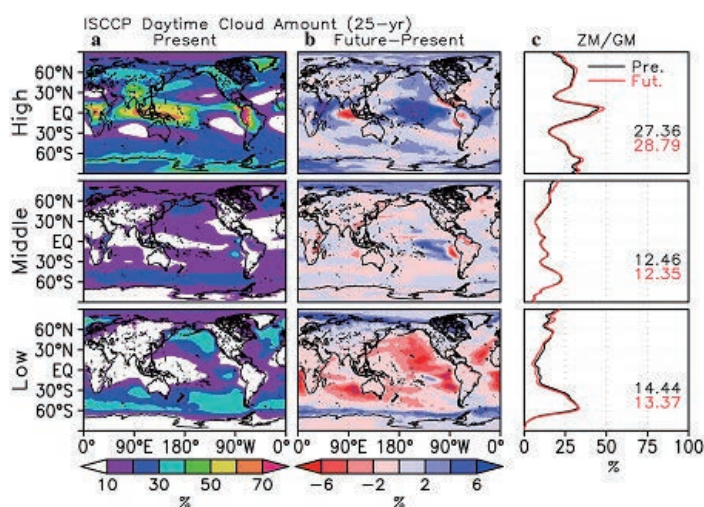 ISCCP Daytime Cloud Amount (25-yr)
a Present b Future-Present c ZM/GM
High
60°N
30°N
EQ
30°S
60°S
Pre.
Fut.
27.36
28.79
Middle
60°N
30°N
EQ
30°S
60°S
12.46
12.35
Low
60°N
30°N
EQ
30°S
60°S
14.44
13.37
0° 90°E 180° 90°W 0° 90°E 180° 90°W 0° 0 25 50 75 100
10 30 50 70 -6 -2 2 6
% % %